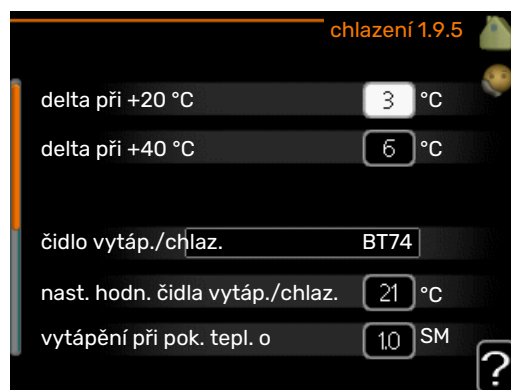 chlazení 1.9.5
delta při +20 °C 3 °C
delta při +40 °C 6 °C
čidlo vytáp./chlaz. BT74
nast. hodn. čidla vytáp./chlaz. 21 °C
vytápění při pok. tepl. o 1.0 SM
?